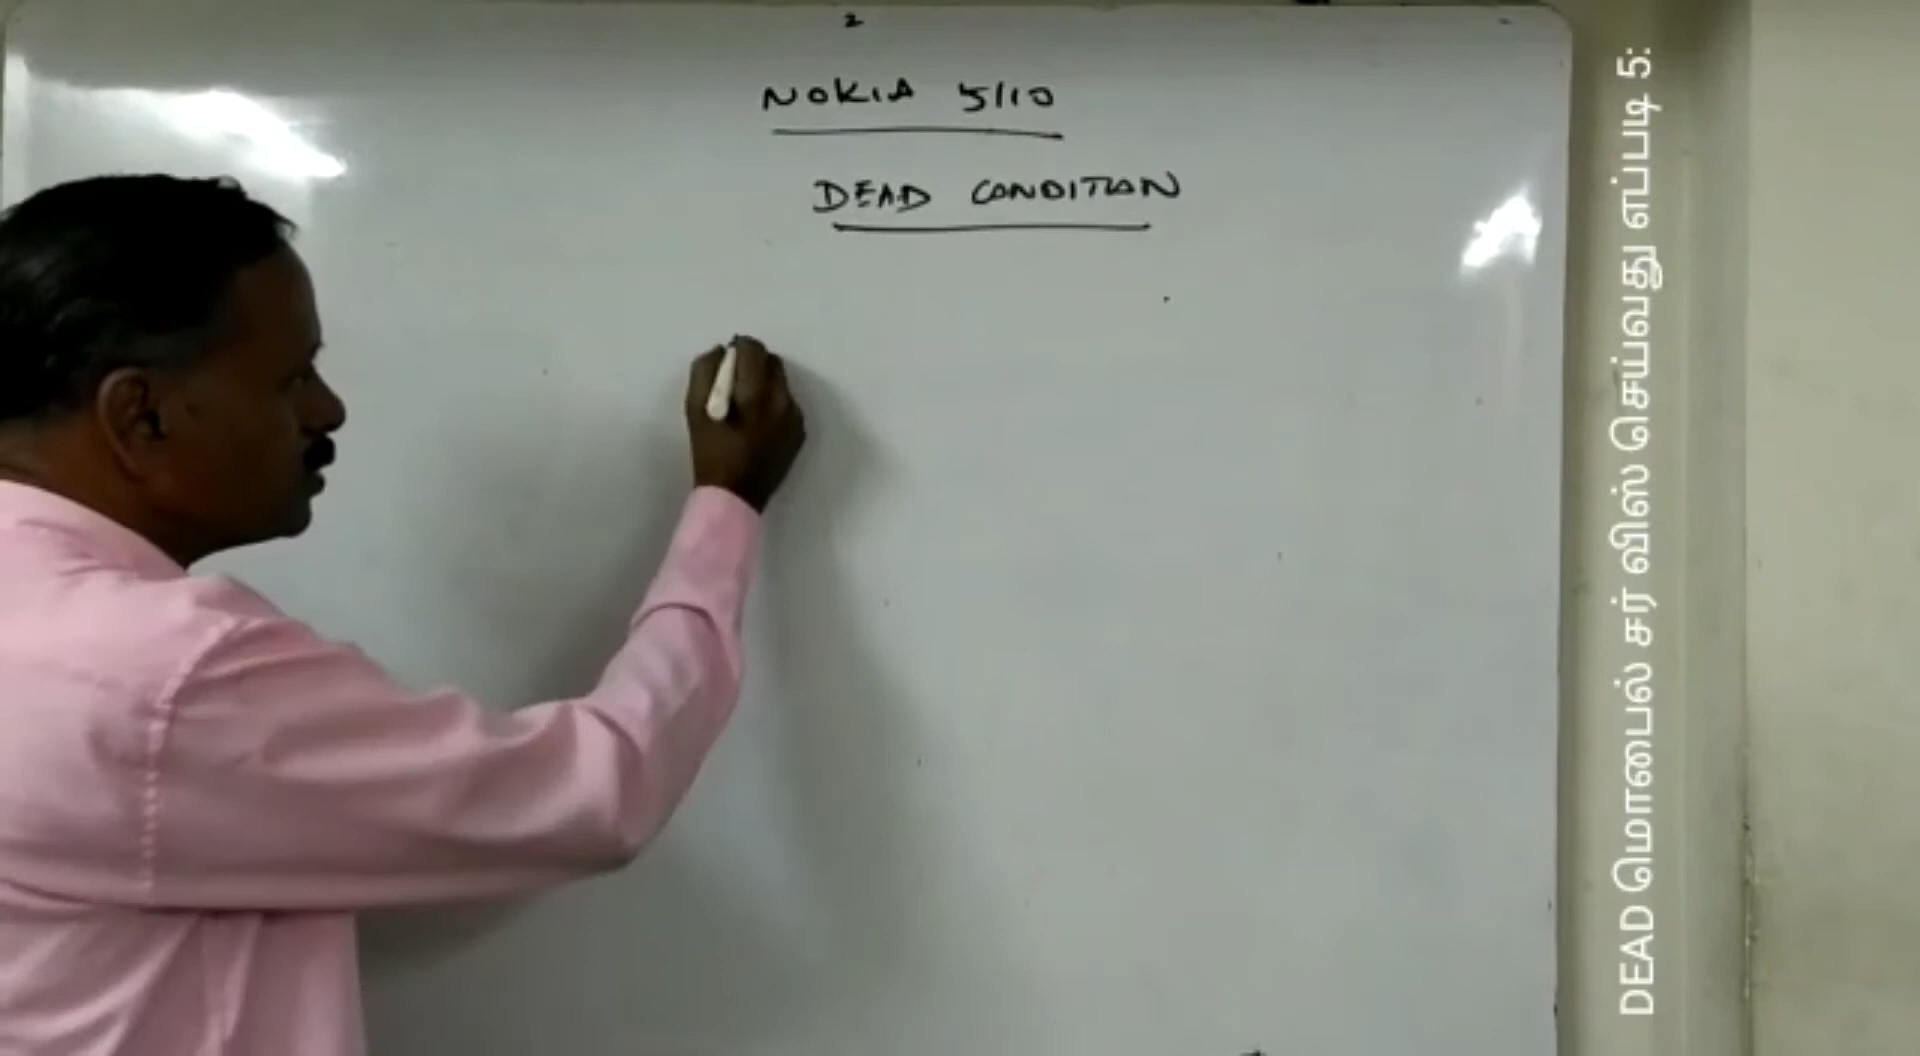 NOKIA 5110
DEAD CONDITION
DEAD மொபைல் சர் விஸ் செய்வது எப்படி 5: